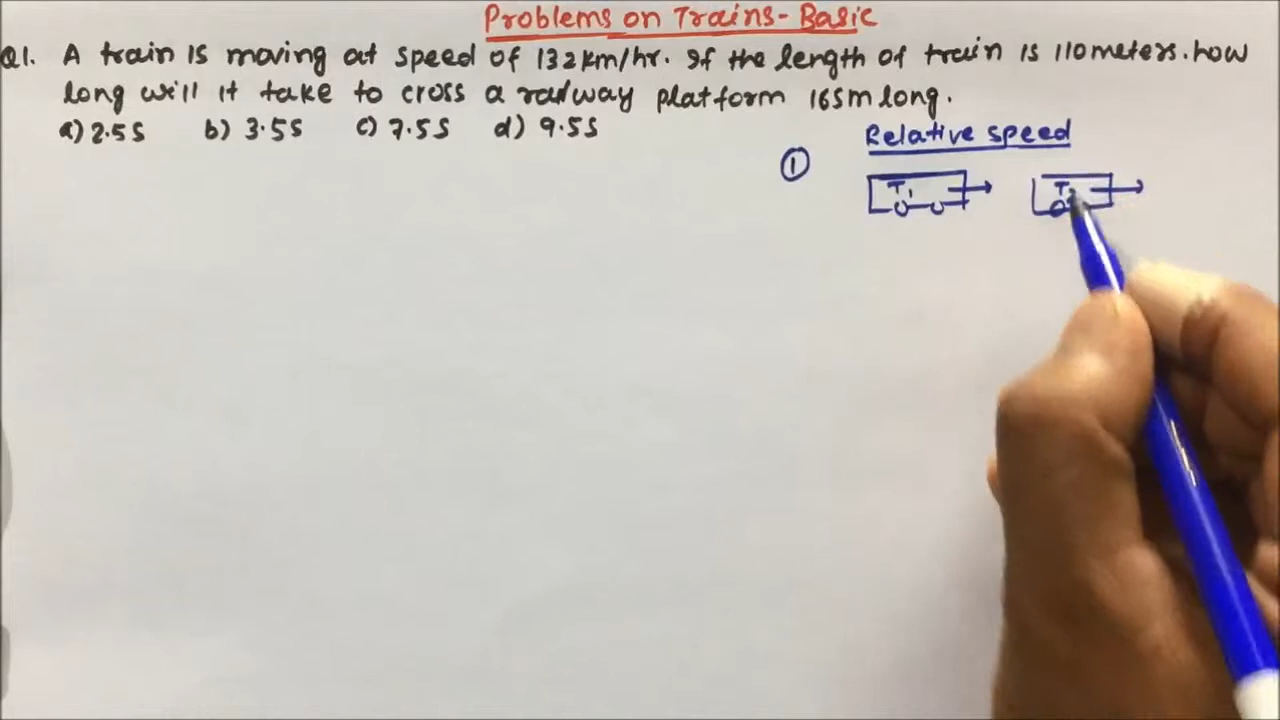 Problems on Trains- Basic
Q1. A train is moving at speed of 132km/hr. If the length of train is 110meters. how
long will it take to cross a railway platform 165m long.
a) 2.5s b) 3.5s c) 7.5s d) 9.5s
Relative speed
1
T1 T2